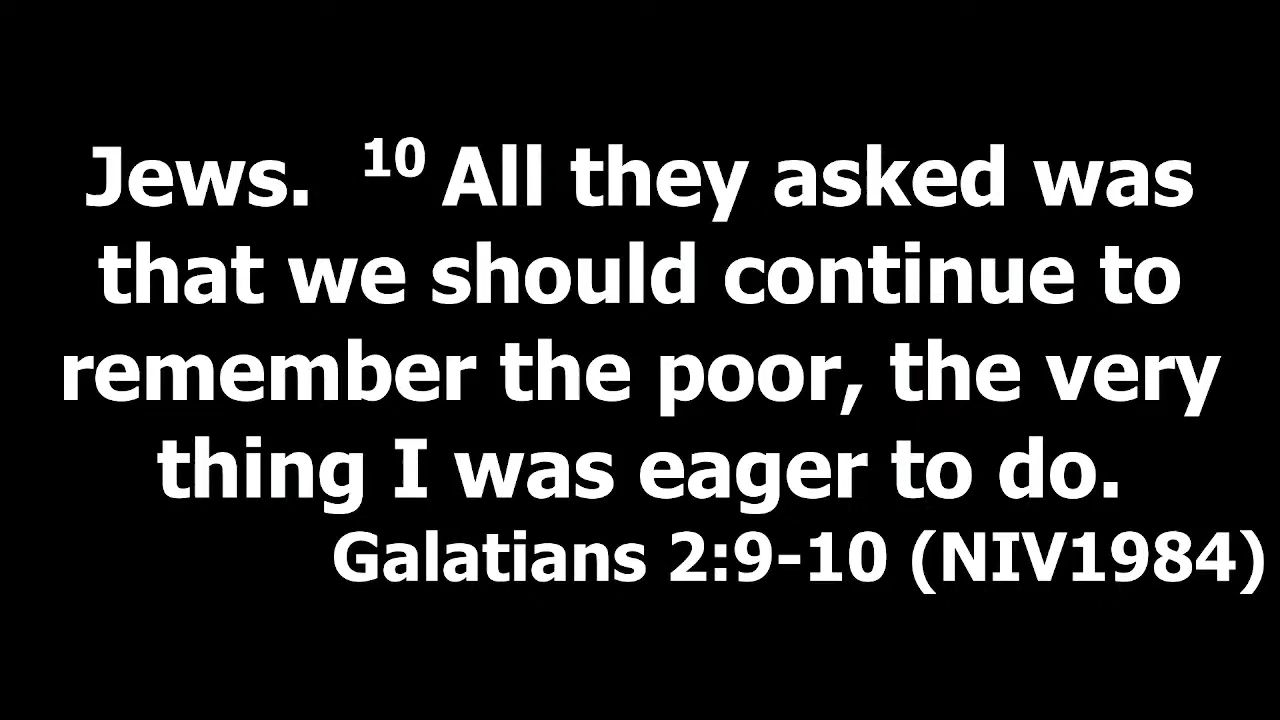 Jews. 10 All they asked was
that we should continue to
remember the poor, the very
thing I was eager to do.
Galatians 2:9-10 (NIV1984)